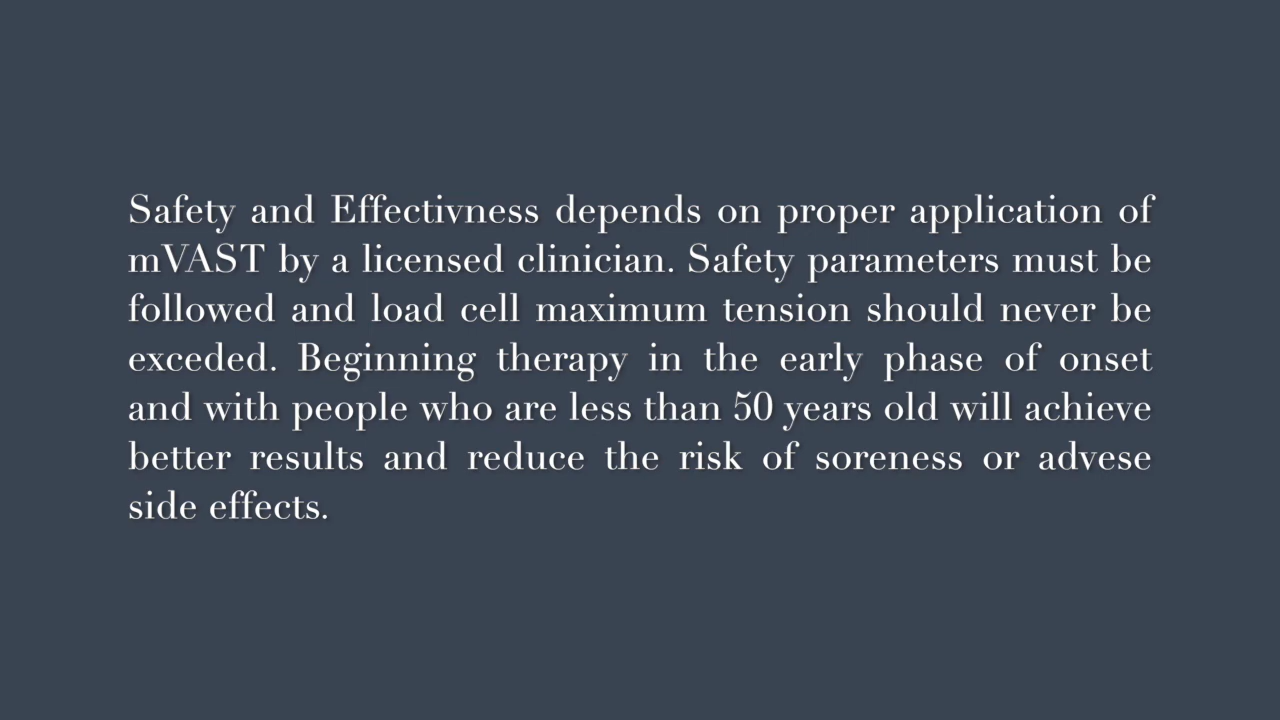 Safety and Effectivness depends on proper application of
mVAST by a licensed clinician. Safety parameters must be
followed and load cell maximum tension should never be
exceded. Beginning therapy in the early phase of onset
and with people who are less than 50 years old will achieve
better results and reduce the risk of soreness or advese
side effects.